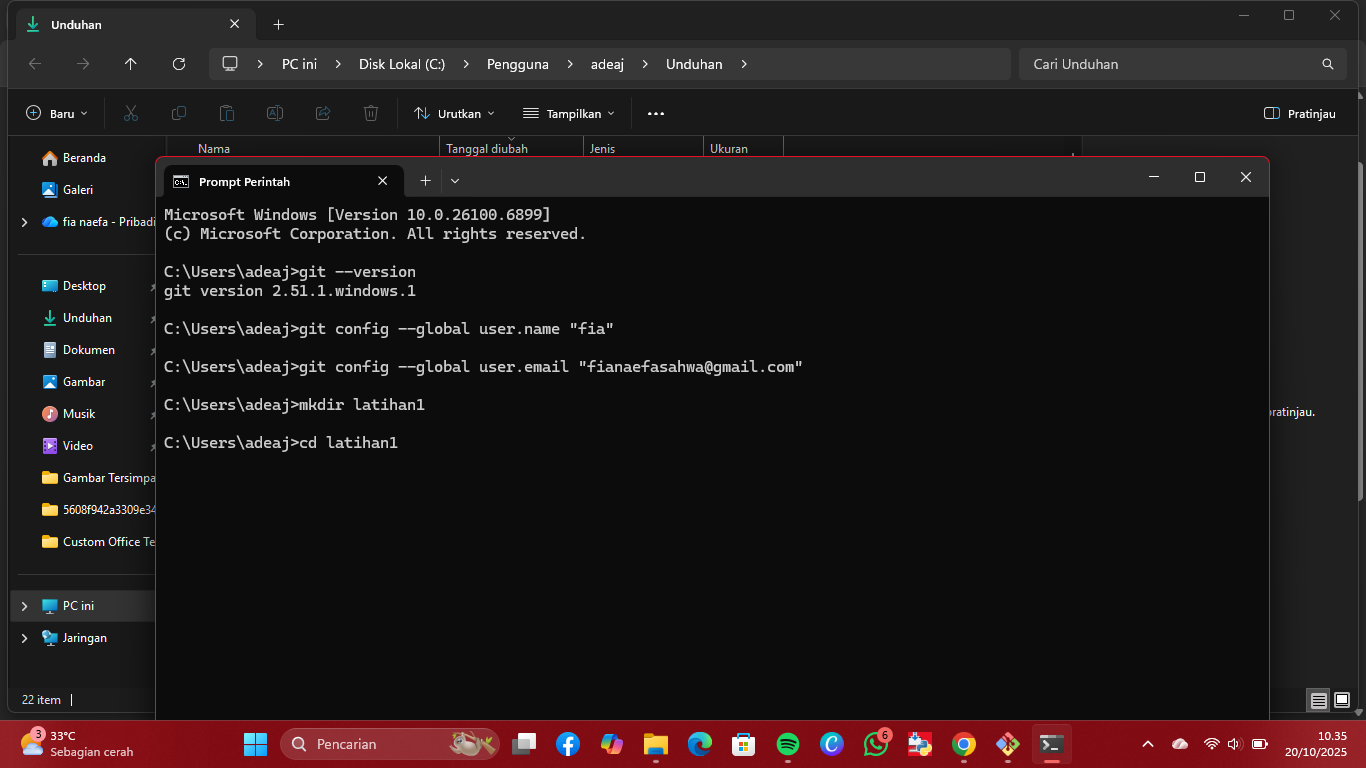 Unduhan
PC ini > Disk Lokal (C:) > Pengguna > adeaj > Unduhan >
Cari Unduhan
Baru
Urutkan
Tampilkan
Pratinjau
Nama
Tanggal diubah
Jenis
Ukuran
Beranda
Galeri
fia naefa - Pribadi
Desktop
Unduhan
Dokumen
Gambar
Musik
Video
Gambar Tersimpa
5608f942a3309e34
Custom Office Te
PC ini
Jaringan
22 item
pratinjau.
Prompt Perintah
Microsoft Windows [Version 10.0.26100.6899]
(c) Microsoft Corporation. All rights reserved.
C:\Users\adeaj>git --version
git version 2.51.1.windows.1
C:\Users\adeaj>git config --global user.name "fia"
C:\Users\adeaj>git config --global user.email "fianaefasahwa@gmail.com"
C:\Users\adeaj>mkdir latihan1
C:\Users\adeaj>cd latihan1
3
33°C
Sebagian cerah
Pencarian
6
10.35
20/10/2025